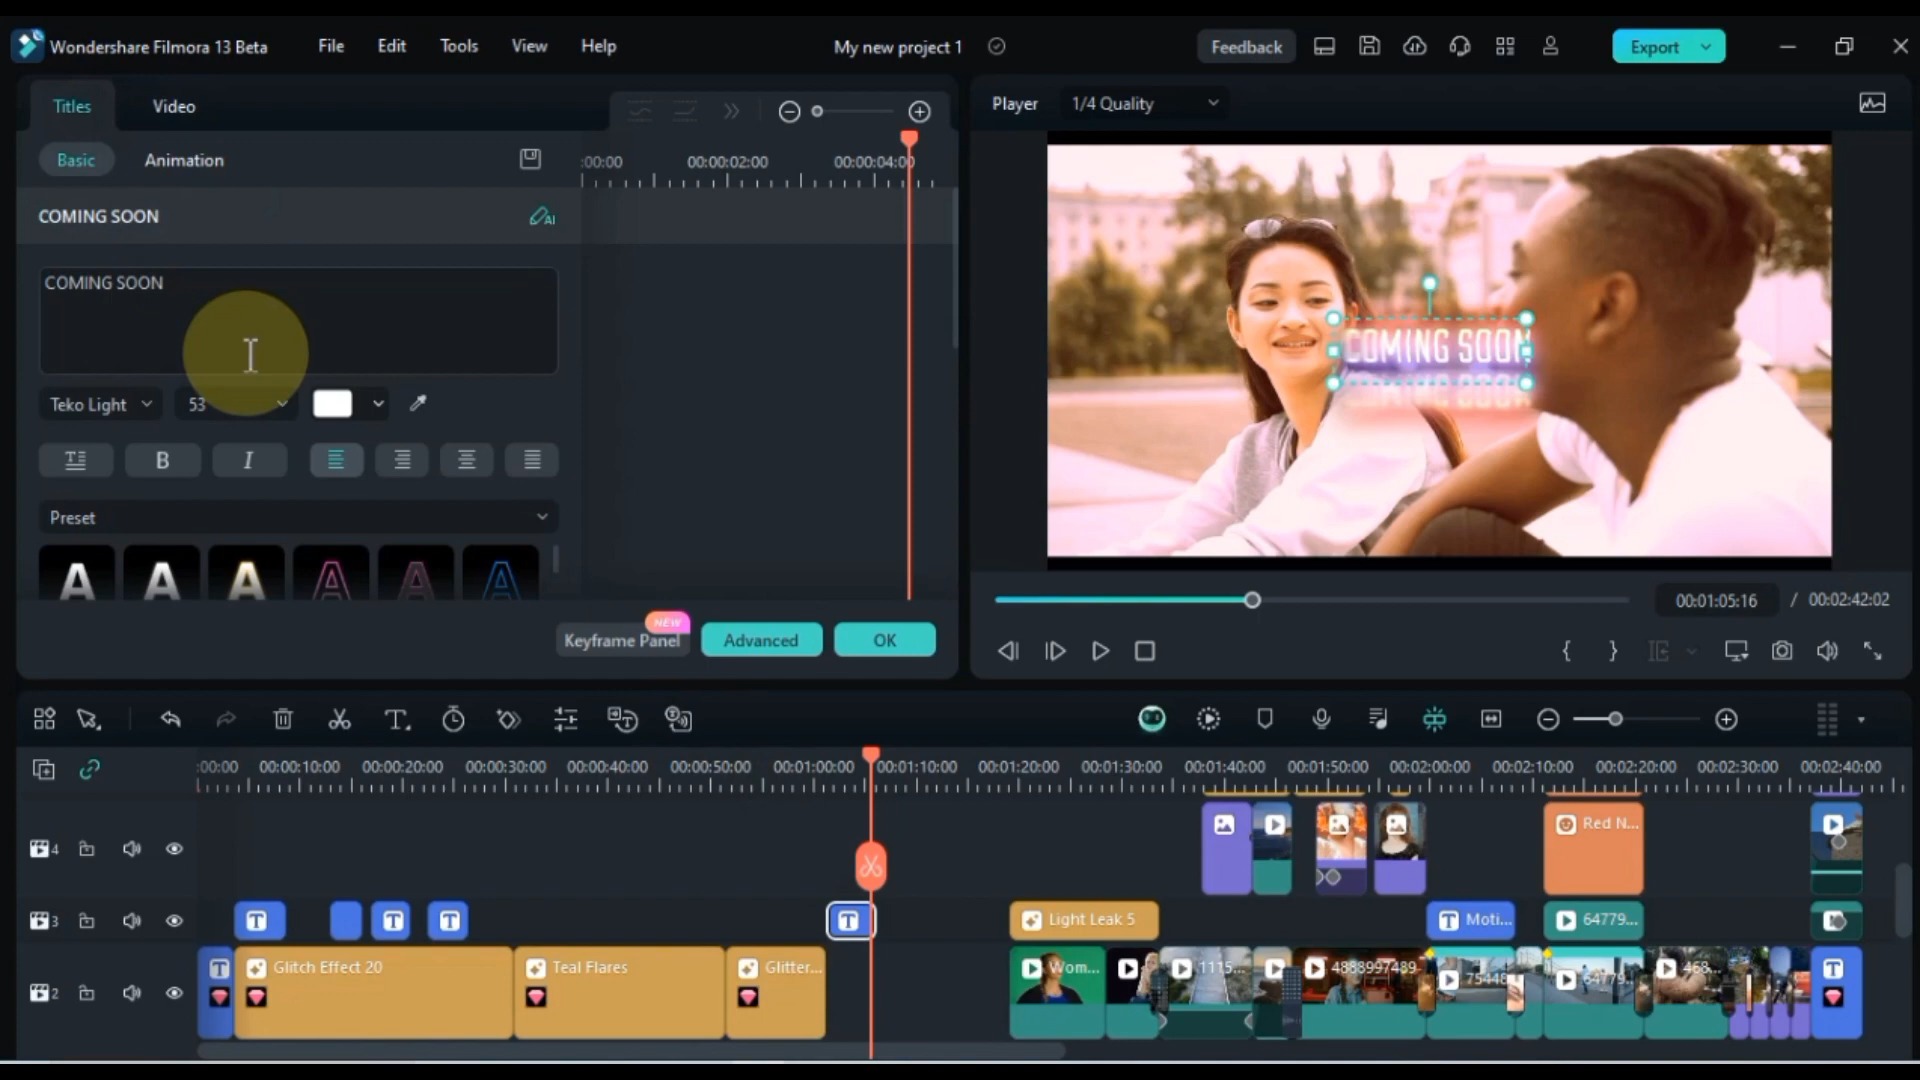 Wondershare Filmora 13 Beta
File
Edit
Tools
View
Help
My new project 1
Feedback
Export
Titles
Video
Player
1/4 Quality
Basic
Animation
:00:00
00:00:02:00
00:00:04:00
COMING SOON
AI
COMING SOON
COMING SOON
Teko Light
53
B
I
Preset
A A A A A A
NEW
Keyframe Panel
Advanced
OK
00:01:05:16
/ 00:02:42:02
:00:00
00:00:10:00
00:00:20:00
00:00:30:00
00:00:40:00
00:00:50:00
00:01:00:00
00:01:10:00
00:01:20:00
00:01:30:00
00:01:40:00
00:01:50:00
00:02:00:00
00:02:10:00
00:02:20:00
00:02:30:00
00:02:40:00
4
Red N...
3
T
T
T
T
Light Leak 5
T Moti...
64779...
2
T
Glitch Effect 20
Teal Flares
Glitter...
Wom...
1115...
4888997489-
75448
64779...
468...
T